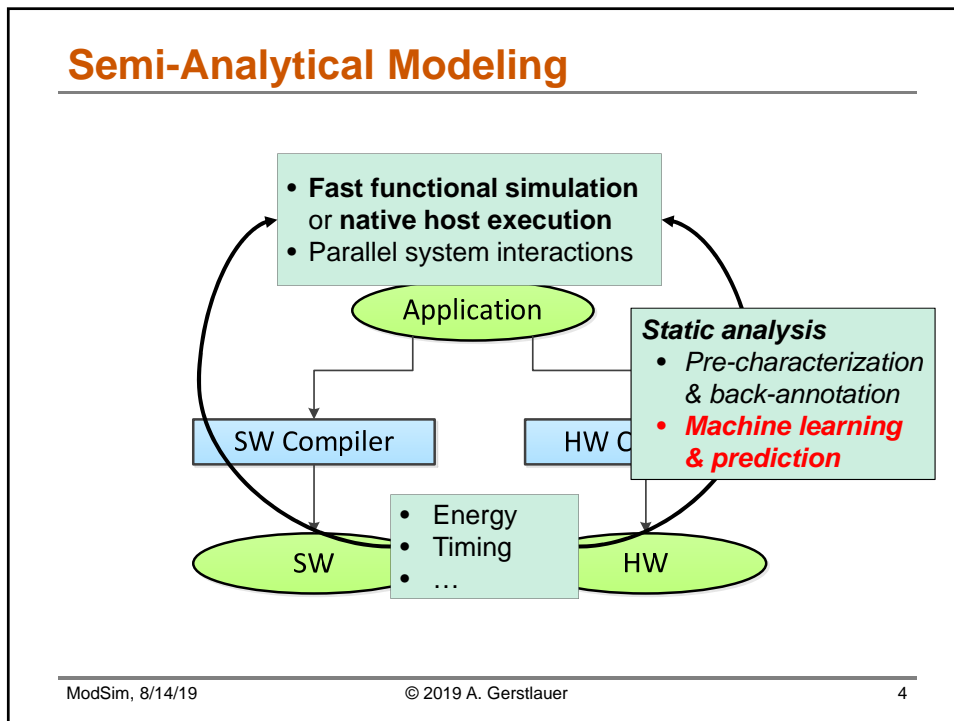 Semi-Analytical Modeling
• Fast functional simulation
or native host execution
• Parallel system interactions
Application
Static analysis
• Pre-characterization
& back-annotation
• Machine learning
& prediction
SW Compiler
HW
• Energy
• Timing
• …
SW
HW
ModSim, 8/14/19
© 2019 A. Gerstlauer
4